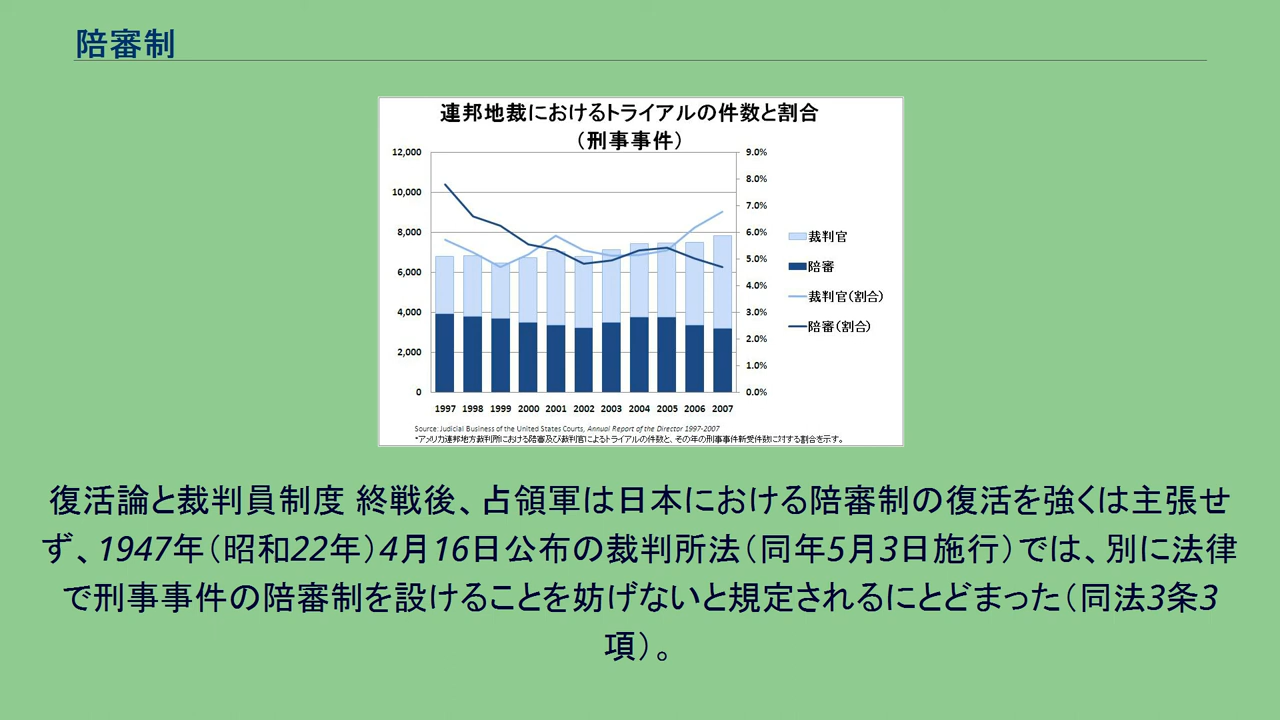 陪審制
連邦地裁におけるトライアルの件数と割合
（刑事事件）
12,000
10,000
8,000
6,000
4,000
2,000
0
9.0%
8.0%
7.0%
6.0%
5.0%
4.0%
3.0%
2.0%
1.0%
0.0%
1997 1998 1999 2000 2001 2002 2003 2004 2005 2006 2007
裁判官
陪審
裁判官(割合)
陪審(割合)
Source: Judicial Business of the United States Courts, Annual Report of the Director 1997-2007
*アメリカ連邦地方裁判所における陪審及び裁判官によるトライアルの件数と、その年の刑事事件新受件数に対する割合を示す。
復活論と裁判員制度 終戦後、占領軍は日本における陪審制の復活を強くは主張せ
ず、1947年（昭和22年）4月16日公布の裁判所法（同年5月3日施行）では、別に法律
で刑事事件の陪審制を設けることを妨げないと規定されるにとどまった（同法3条3
項）。